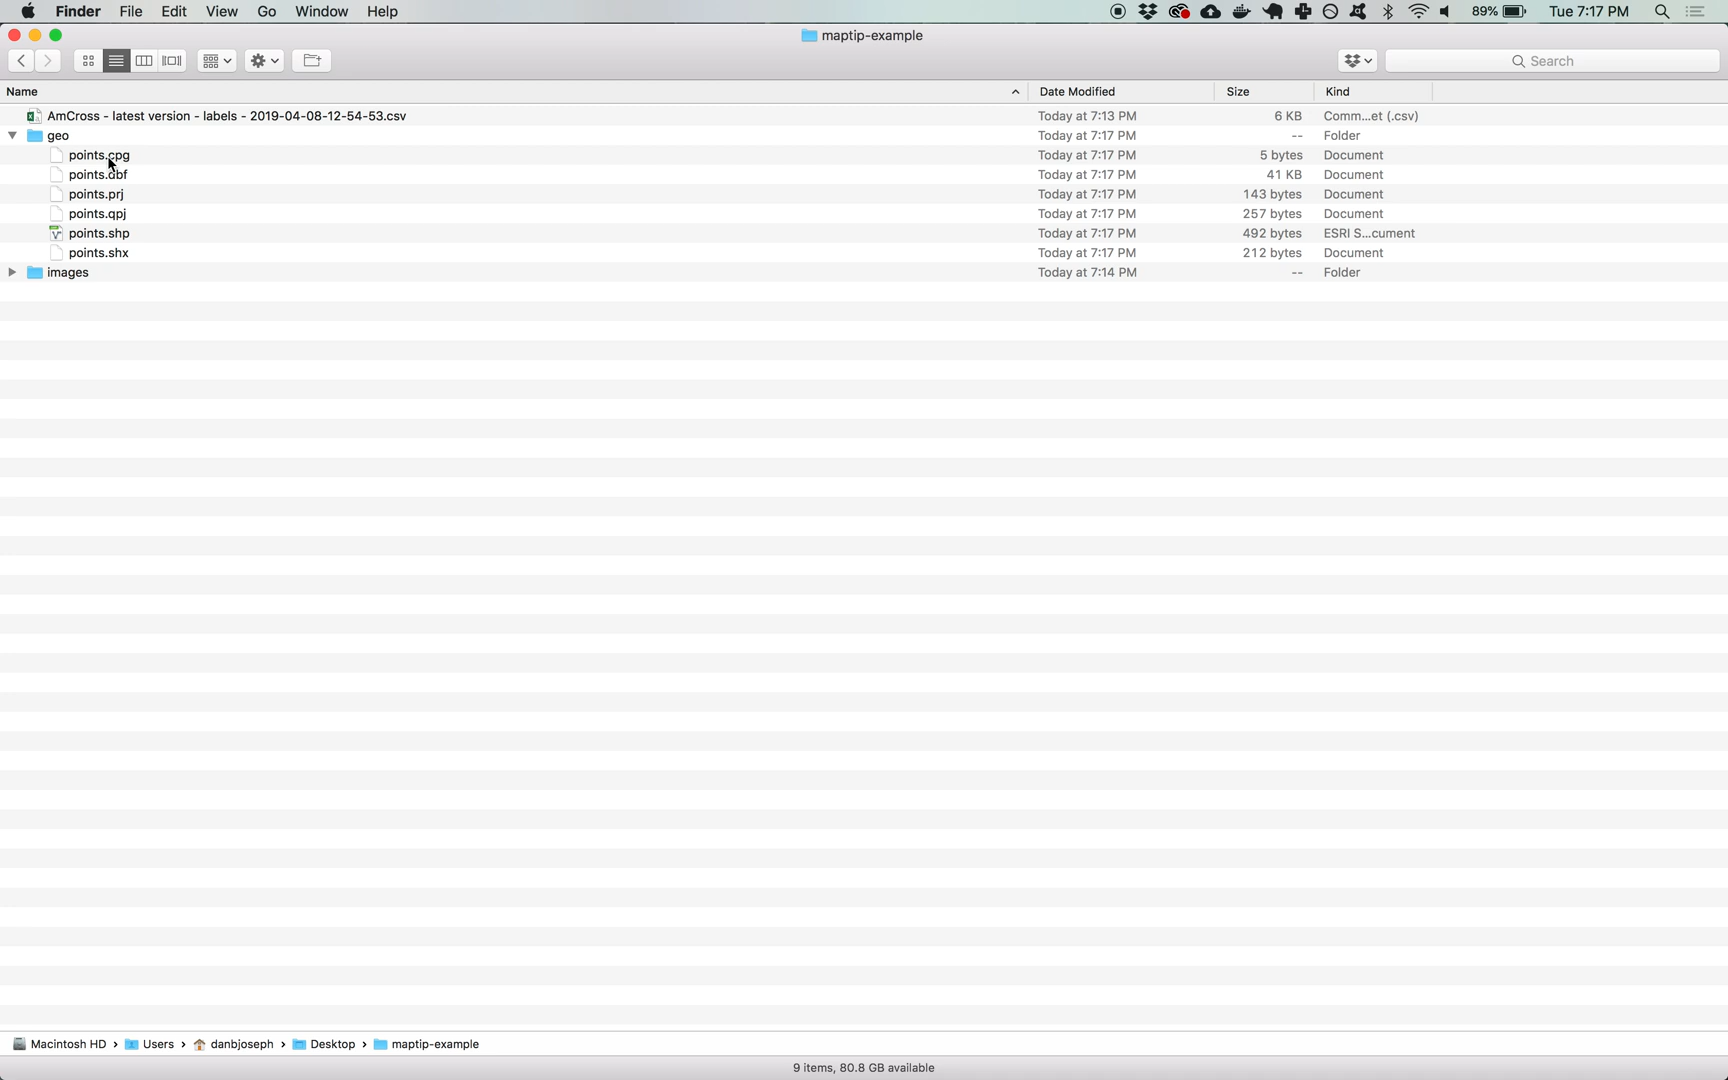 Finder File Edit View Go Window Help 89% Tue 7:17 PM
maptip-example
Search
Name Date Modified Size Kind
AmCross - latest version - labels - 2019-04-08-12-54-53.csv Today at 7:13 PM 6 KB Comm...et (.csv)
geo Today at 7:17 PM -- Folder
points.cpg Today at 7:17 PM 5 bytes Document
points.dbf Today at 7:17 PM 41 KB Document
points.prj Today at 7:17 PM 143 bytes Document
points.qpj Today at 7:17 PM 257 bytes Document
points.shp Today at 7:17 PM 492 bytes ESRI S...cument
points.shx Today at 7:17 PM 212 bytes Document
images Today at 7:14 PM -- Folder
Macintosh HD › Users › danbjoseph › Desktop › maptip-example
9 items, 80.8 GB available